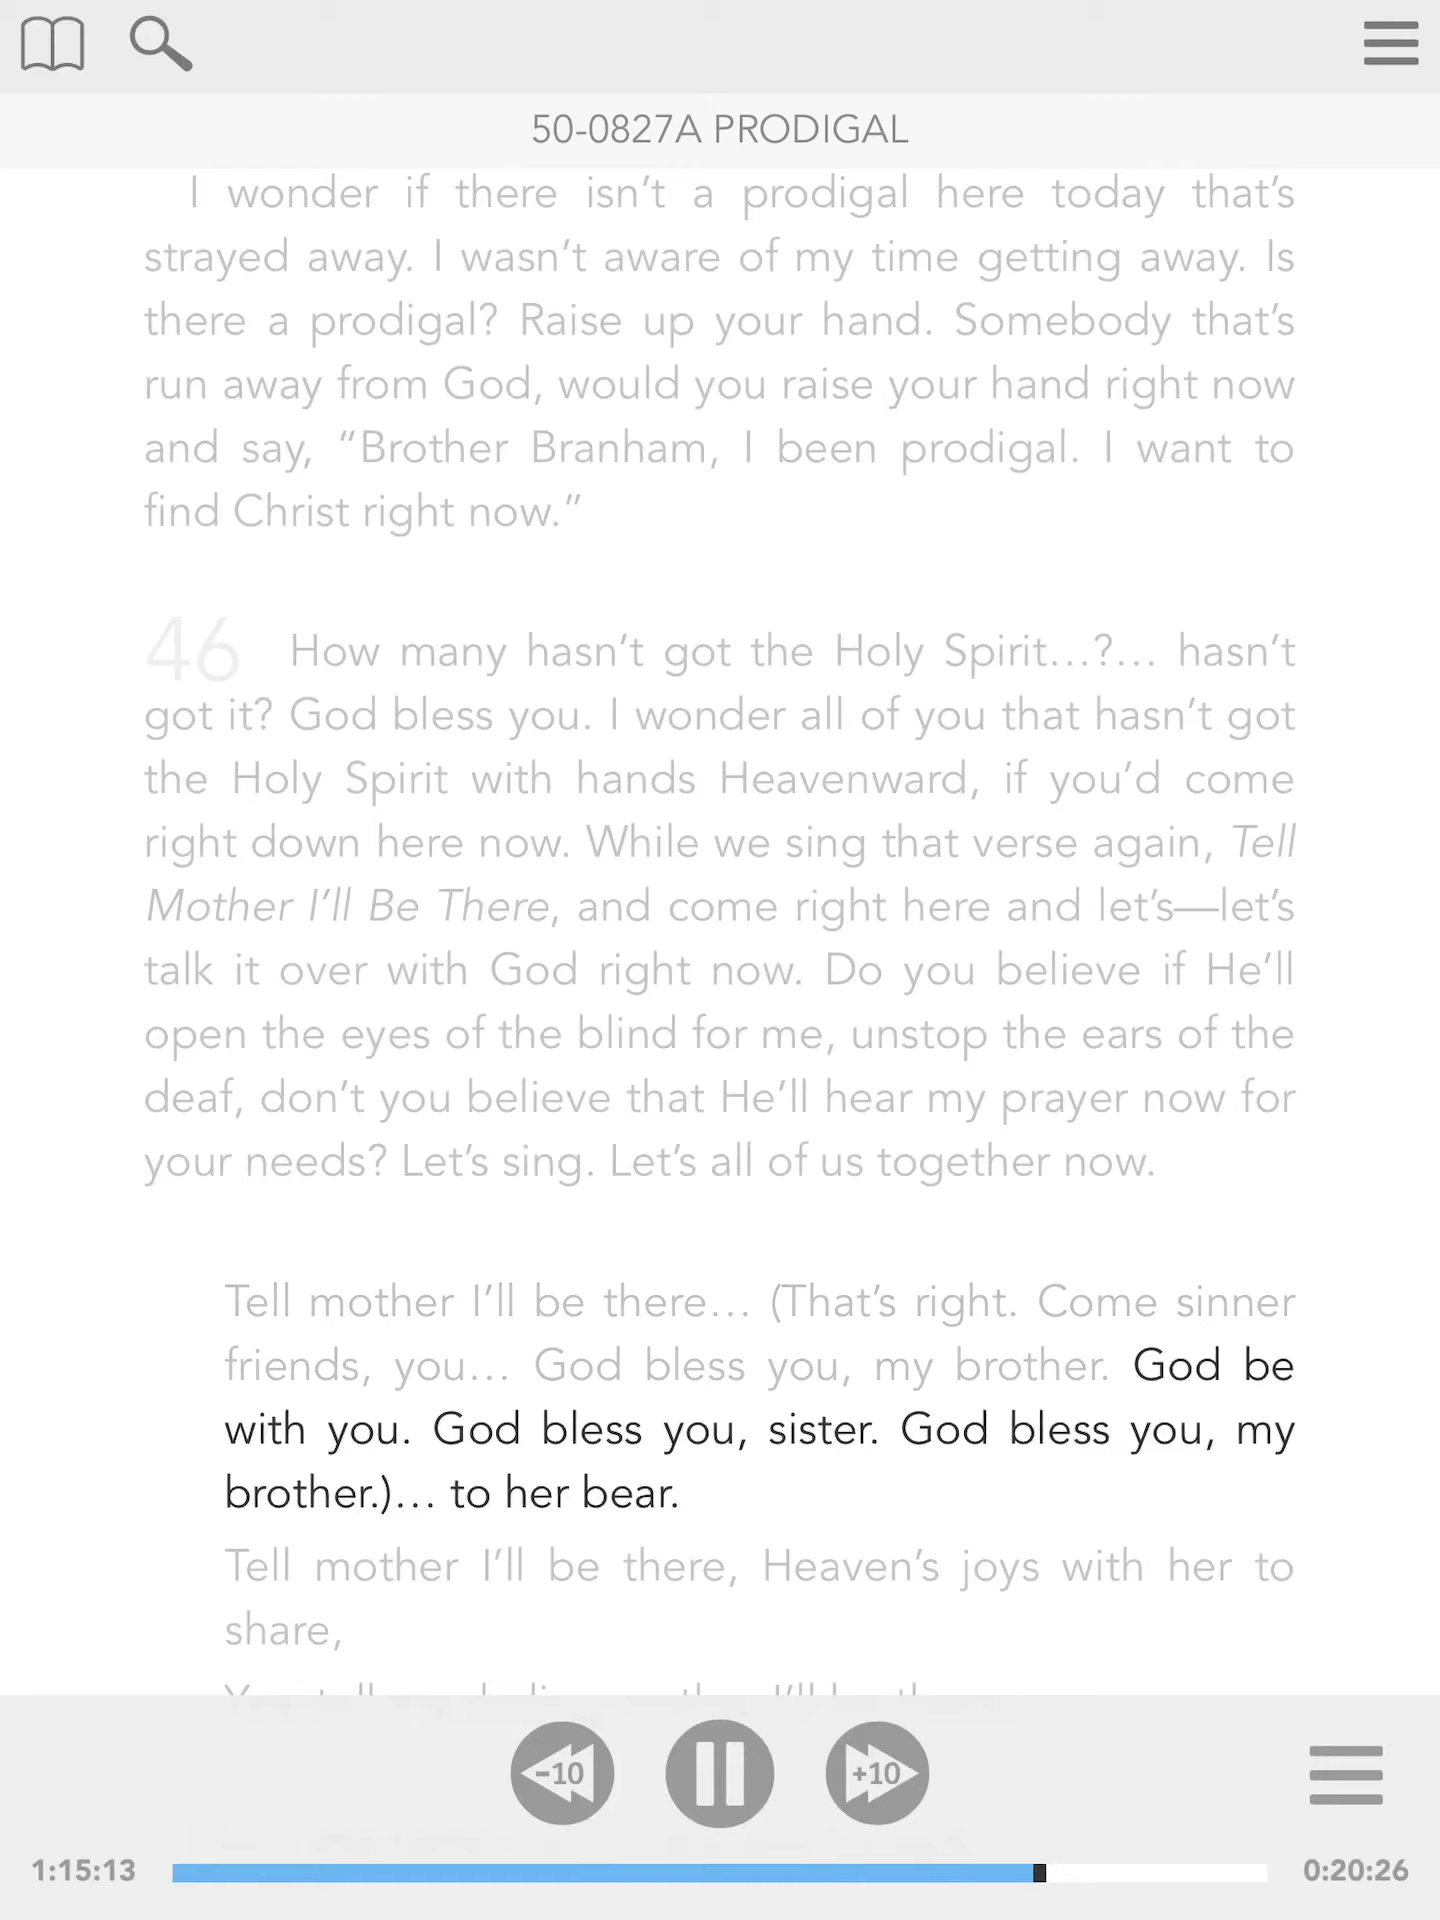 50-0827A PRODIGAL
I wonder if there isn’t a prodigal here today that’s
strayed away. I wasn’t aware of my time getting away. Is
there a prodigal? Raise up your hand. Somebody that’s
run away from God, would you raise your hand right now
and say, “Brother Branham, I been prodigal. I want to
find Christ right now.”
46 How many hasn’t got the Holy Spirit…?… hasn’t
got it? God bless you. I wonder all of you that hasn’t got
the Holy Spirit with hands Heavenward, if you’d come
right down here now. While we sing that verse again, Tell
Mother I’ll Be There, and come right here and let’s—let’s
talk it over with God right now. Do you believe if He’ll
open the eyes of the blind for me, unstop the ears of the
deaf, don’t you believe that He’ll hear my prayer now for
your needs? Let’s sing. Let’s all of us together now.
Tell mother I’ll be there… (That’s right. Come sinner
friends, you… God bless you, my brother. God be
with you. God bless you, sister. God bless you, my
brother.)… to her bear.
Tell mother I’ll be there, Heaven’s joys with her to
share,
-10 +10
1:15:13 0:20:26